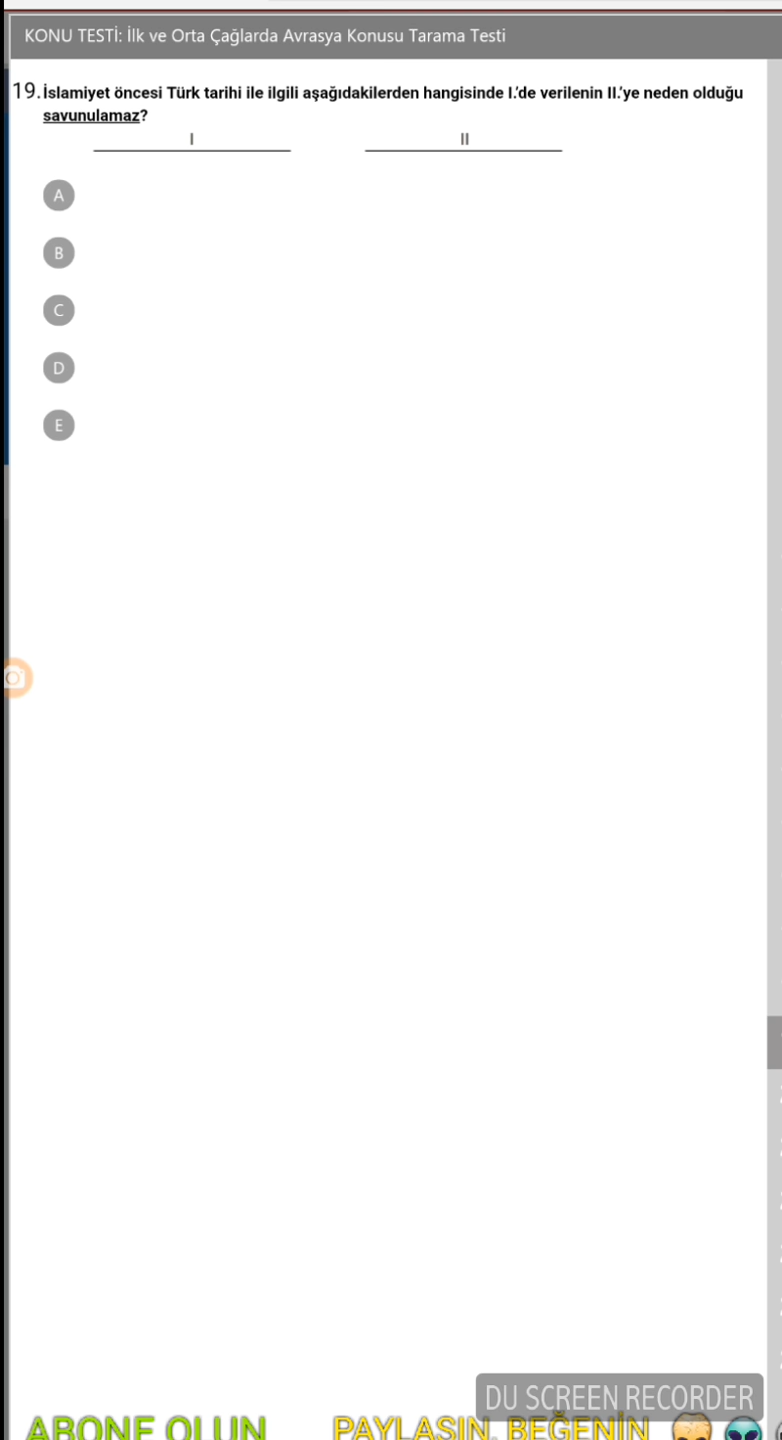 KONU TESTİ: İlk ve Orta Çağlarda Avrasya Konusu Tarama Testi
19. İslamiyet öncesi Türk tarihi ile ilgili aşağıdakilerden hangisinde I.'de verilenin II.'ye neden olduğu
savunulamaz?
I II
A
B
C
D
E
DU SCREEN RECORDER
ABONE OLUN PAYLAŞIN, BEĞENİN